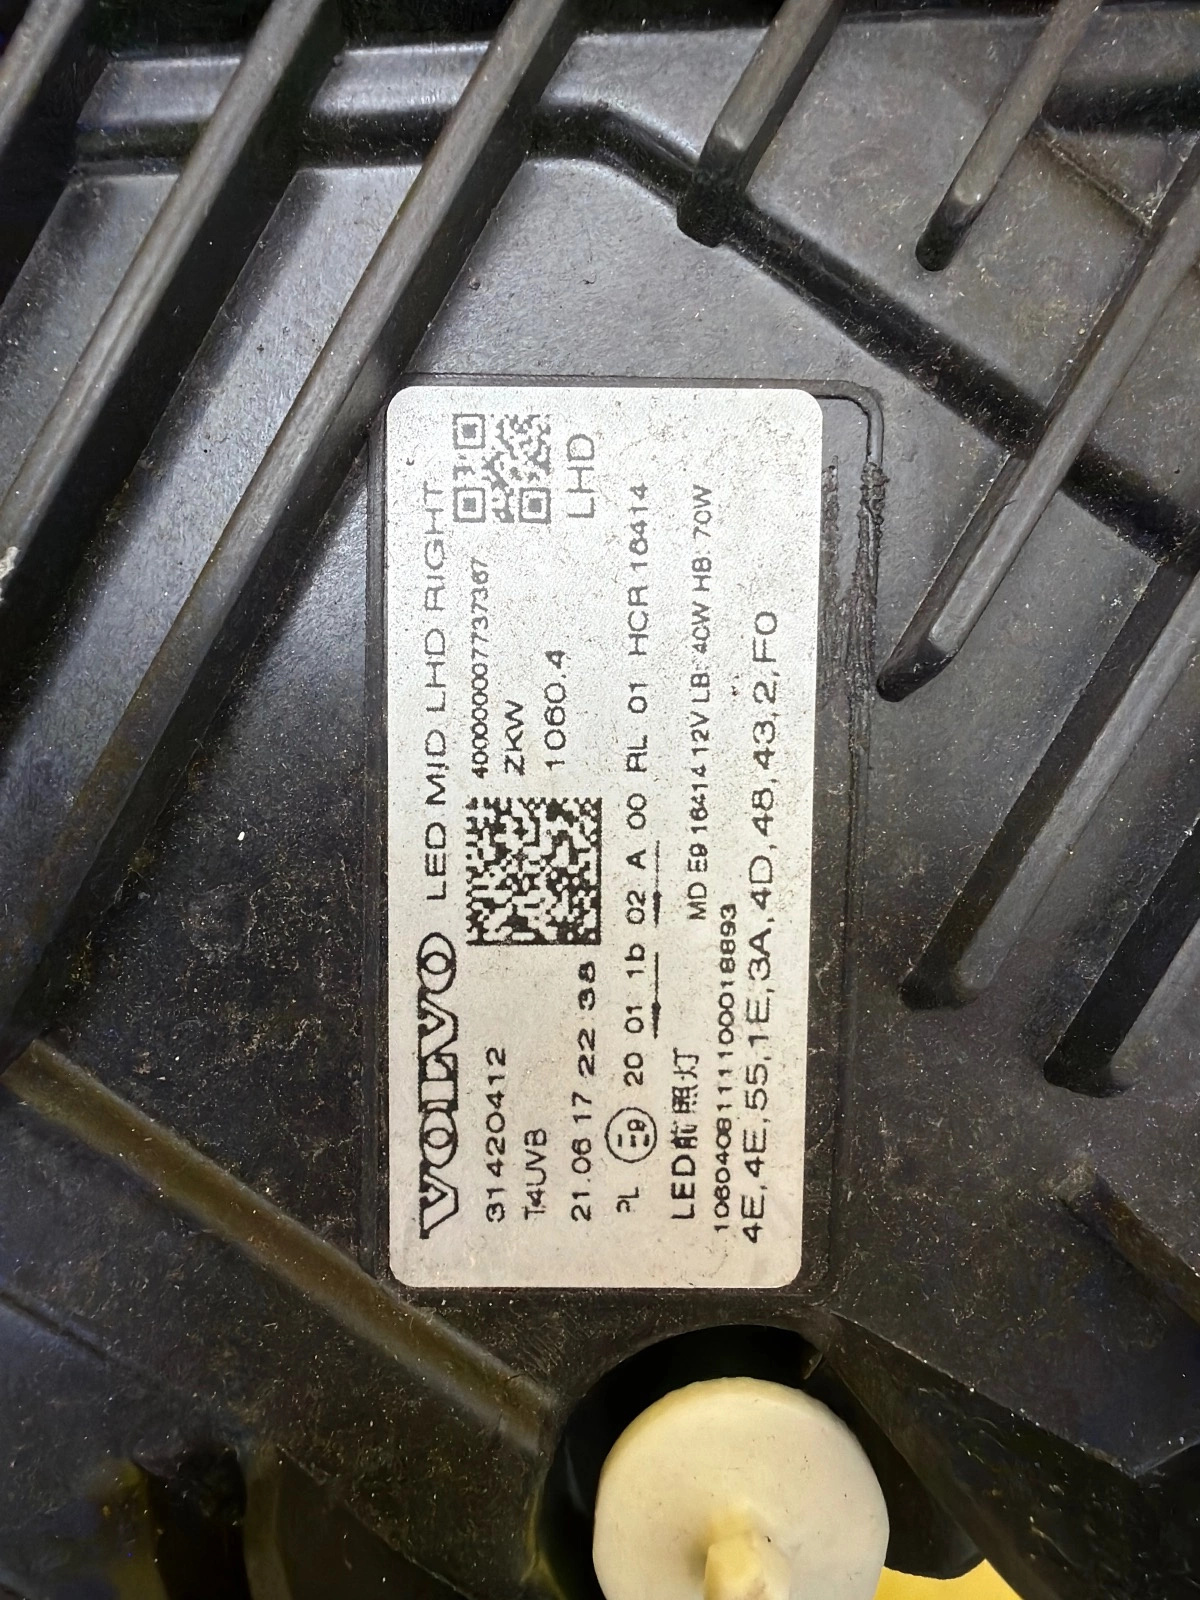 VOLVO LED MID LHD RIGHT
31420412
400000007737367
T4UVB
ZKW
21.06.17 22:38
1060.4
LHD
PL E9 20 01 1b 02 A 00 RL 01 HCR 16414
LED前照灯
MD E9 16414 12V LB: 40W HB: 70W
1060408111100018893
4E,4E,55,1E,3A,4D,48,43,2,F0